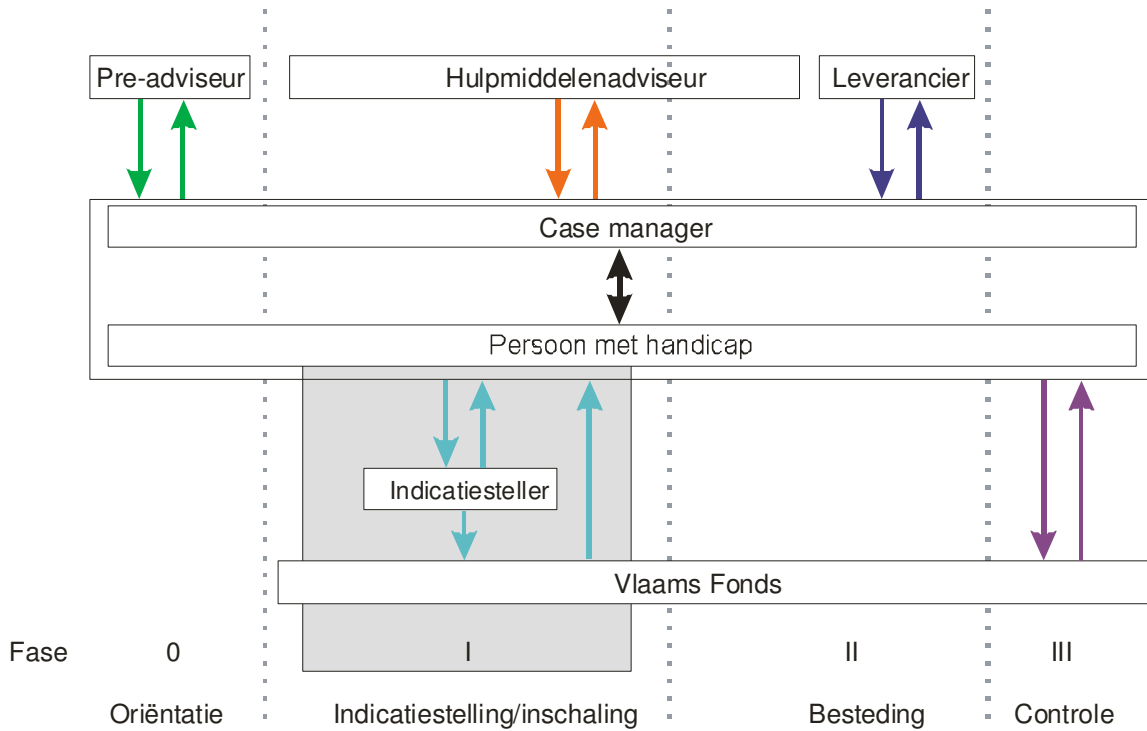 Pre-adviseur Hulpmiddelenadviseur Leverancier
Case manager
Persoon met handicap
Indicatiesteller
Vlaams Fonds
Fase 0 I II III
Oriëntatie Indicatiestelling/inschaling Besteding Controle